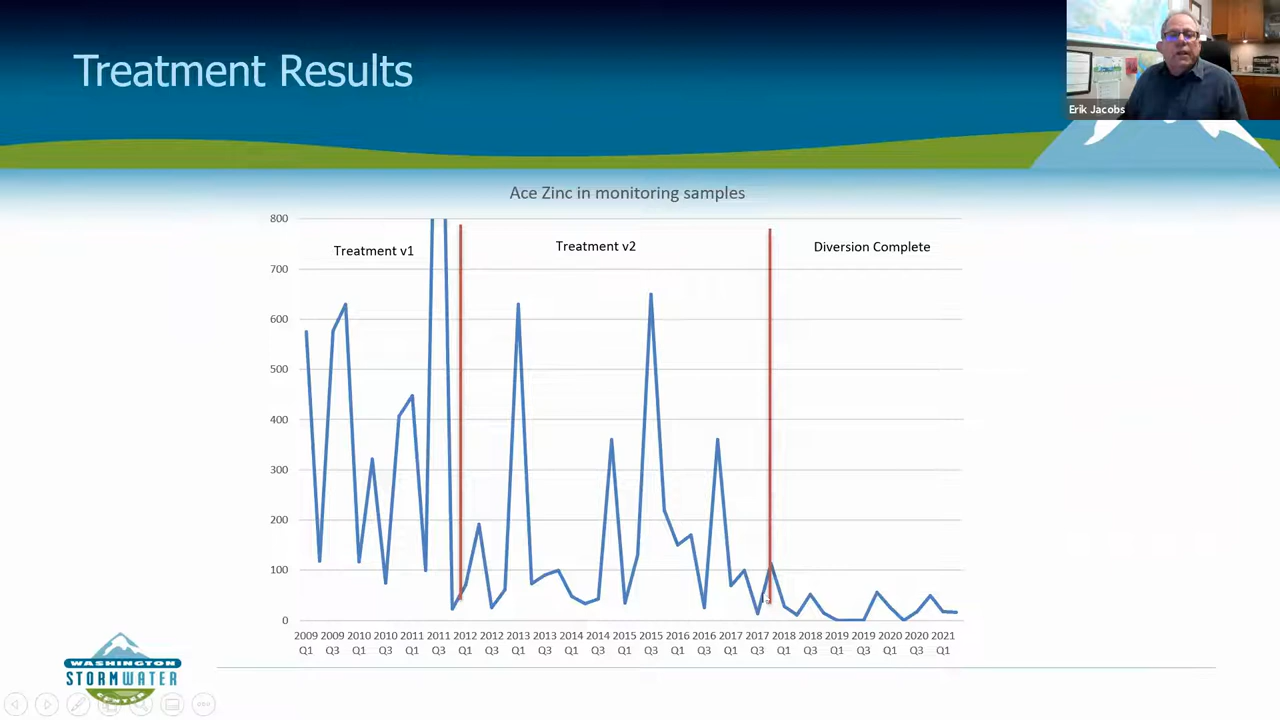 Treatment Results
Erik Jacobs
Ace Zinc in monitoring samples
800
700
600
500
400
300
200
100
0
Treatment v1
Treatment v2
Diversion Complete
2009 2009 2010 2010 2011 2011 2012 2012 2013 2013 2014 2014 2015 2015 2016 2016 2017 2017 2018 2018 2019 2019 2020 2020 2021
Q1 Q3 Q1 Q3 Q1 Q3 Q1 Q3 Q1 Q3 Q1 Q3 Q1 Q3 Q1 Q3 Q1 Q3 Q1 Q3 Q1 Q3 Q1 Q3 Q1
WASHINGTON
STORMWATER
CENTER